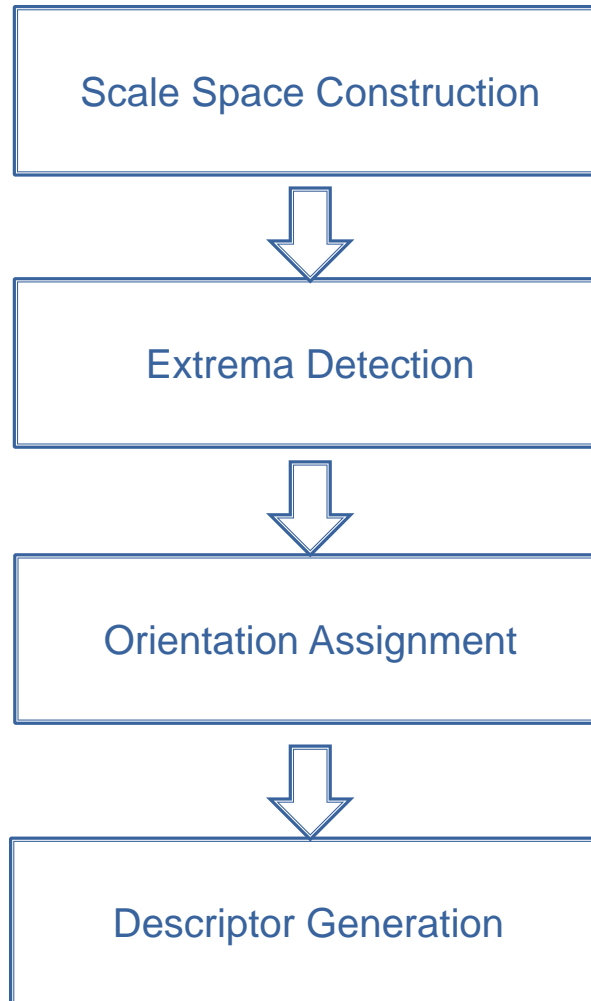 Scale Space Construction
Extrema Detection
Orientation Assignment
Descriptor Generation